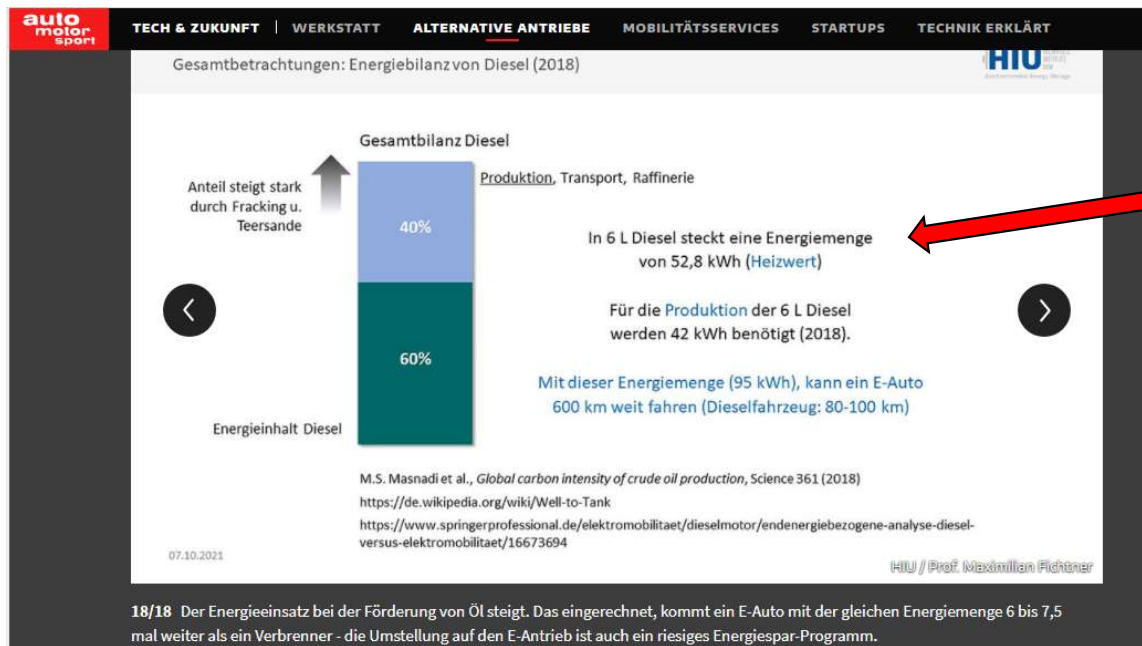 auto
motor
sport
TECH & ZUKUNFT | WERKSTATT ALTERNATIVE ANTRIEBE MOBILITÄTSSERVICES STARTUPS TECHNIK ERKLÄRT
Gesamtbetrachtungen: Energiebilanz von Diesel (2018)
HIU
Gesamtbilanz Diesel
Anteil steigt stark
durch Fracking u.
Teersande
Produktion, Transport, Raffinerie
40%
In 6 L Diesel steckt eine Energiemenge
von 52,8 kWh (Heizwert)
Für die Produktion der 6 L Diesel
werden 42 kWh benötigt (2018).
60%
Mit dieser Energiemenge (95 kWh), kann ein E-Auto
600 km weit fahren (Dieselfahrzeug: 80-100 km)
Energieinhalt Diesel
M.S. Masnadi et al., Global carbon intensity of crude oil production, Science 361 (2018)
https://de.wikipedia.org/wiki/Well-to-Tank
https://www.springerprofessional.de/elektromobilitaet/dieselmotor/endenergiebezogene-analyse-diesel-
versus-elektromobilitaet/16673694
07.10.2021
HIU / Prof. Maximilian Fichtner
18/18 Der Energieeinsatz bei der Förderung von Öl steigt. Das eingerechnet, kommt ein E-Auto mit der gleichen Energiemenge 6 bis 7,5
mal weiter als ein Verbrenner - die Umstellung auf den E-Antrieb ist auch ein riesiges Energiespar-Programm.